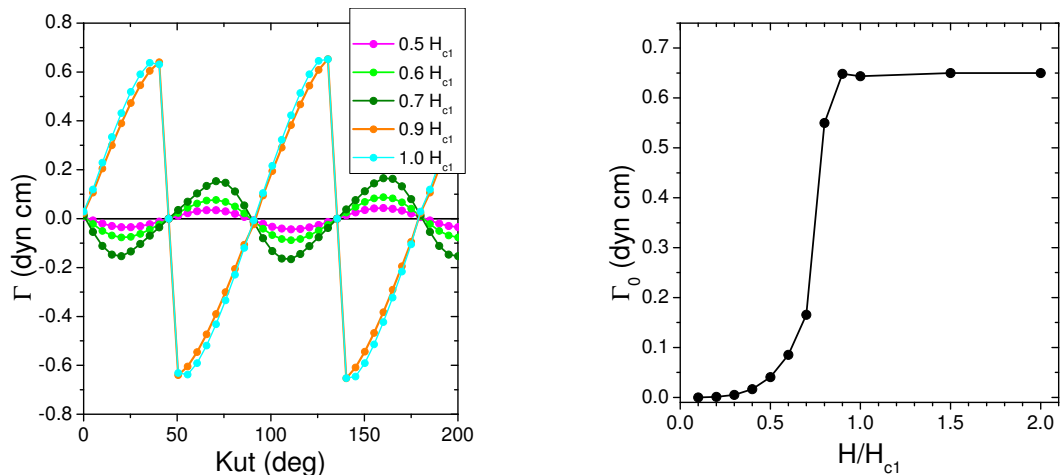 0.8
0.6
0.4
0.2
0.0
-0.2
-0.4
-0.6
-0.8
Γ (dyn cm)
0 50 100 150 200
Kut (deg)
0.5 Hc1
0.6 Hc1
0.7 Hc1
0.9 Hc1
1.0 Hc1
0.7
0.6
0.5
0.4
0.3
0.2
0.1
0.0
Γ0 (dyn cm)
0.0 0.5 1.0 1.5 2.0
H/Hc1